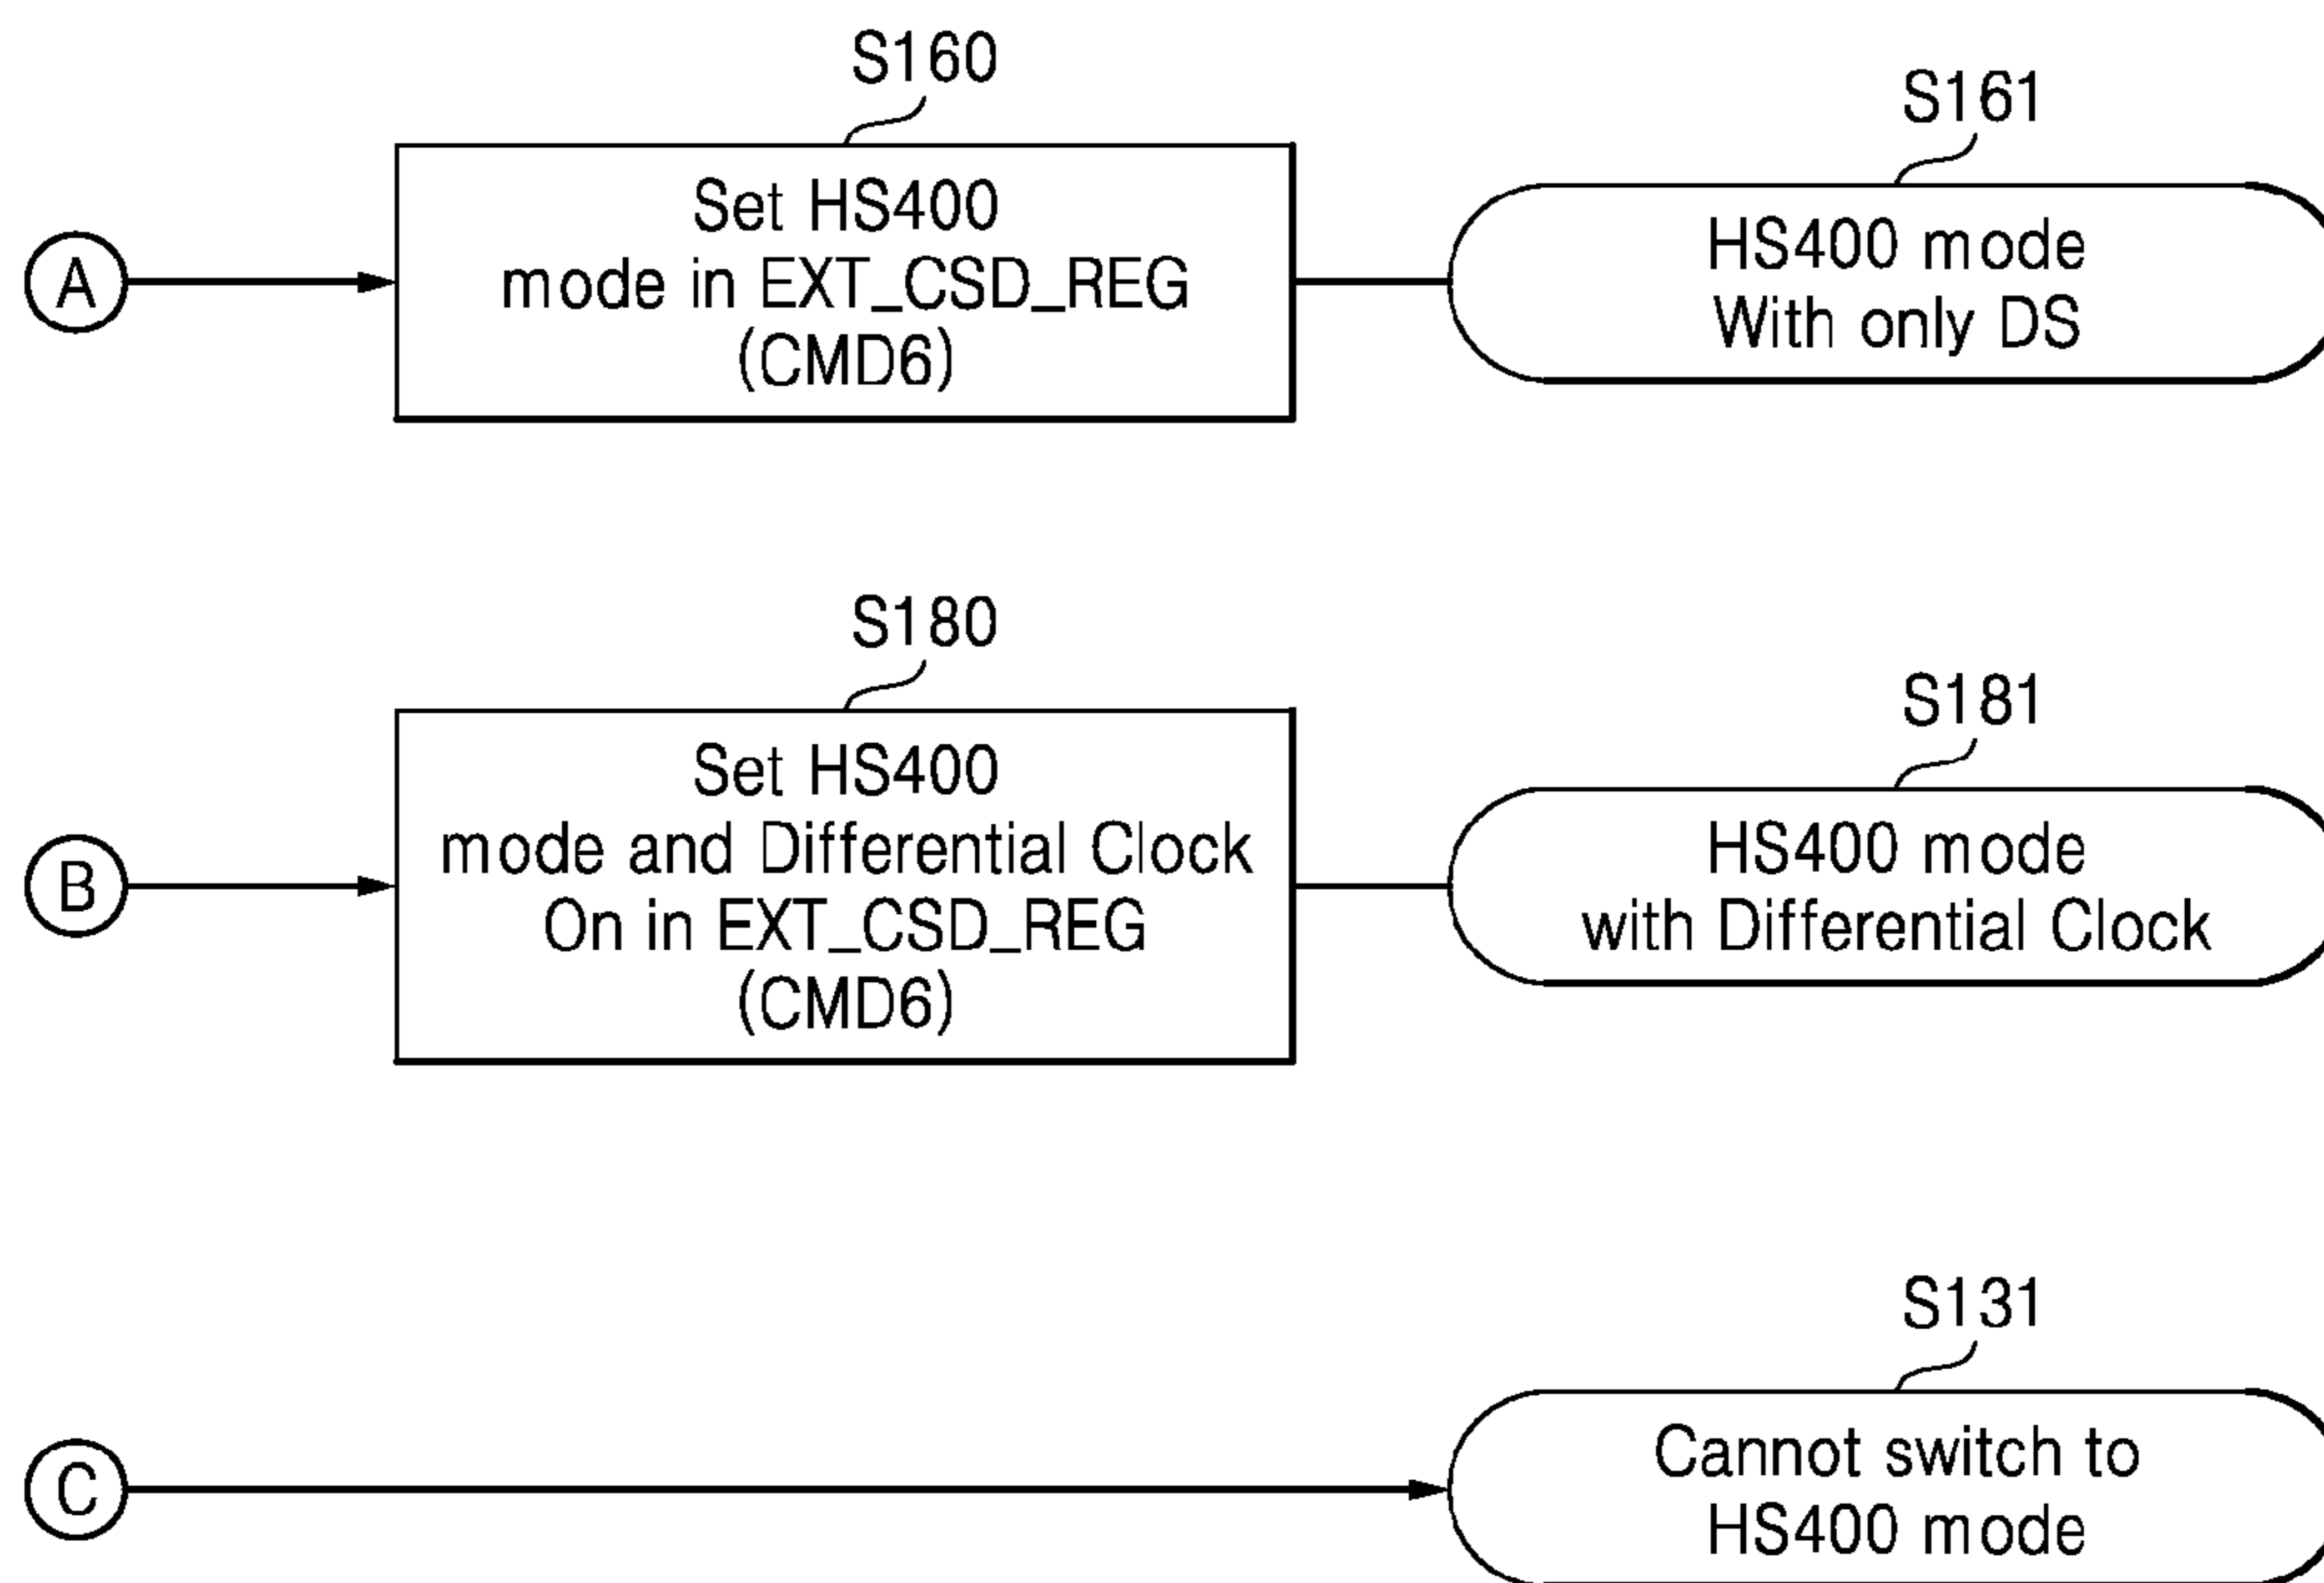 S160
S161
A
Set HS400
mode in EXT_CSD_REG
(CMD6)
HS400 mode
With only DS
S180
S181
B
Set HS400
mode and Differential Clock
On in EXT_CSD_REG
(CMD6)
HS400 mode
with Differential Clock
S131
C
Cannot switch to
HS400 mode